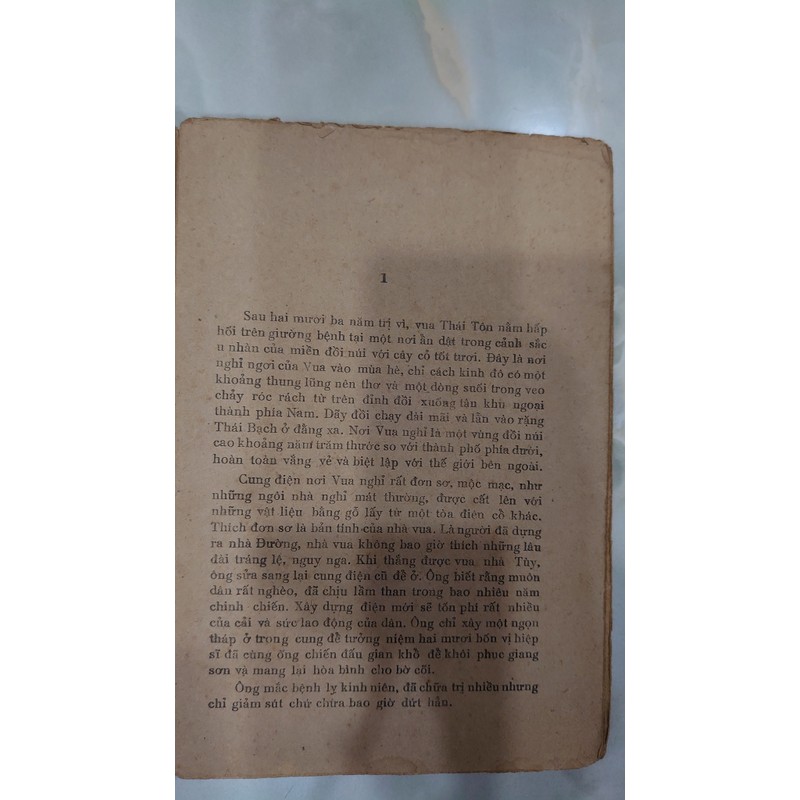 1
Sau hai mươi ba năm trị vì, vua Thái Tôn nằm hấp
hối trên giường bệnh tại một nơi ẩn dật trong cảnh sắc
u nhàn của miền đồi núi với cây cỏ tốt tươi. Đây là nơi
nghỉ ngơi của Vua vào mùa hè, chỉ cách kinh đô có một
khoảng thung lũng nên thơ và một dòng suối trong veo
chảy róc rách từ trên đỉnh đồi xuống tận khu ngoại
thành phía Nam. Dãy đồi chạy dài mãi và lẫn vào rặng
Thái Bạch ở đằng xa. Nơi Vua nghỉ là một vùng đồi núi
cao khoảng năm trăm thước so với thành phố phía dưới,
hoàn toàn vắng vẻ và biệt lập với thế giới bên ngoài.
Cung điện nơi Vua nghỉ rất đơn sơ, mộc mạc, như
những ngôi nhà nghỉ mát thường, được cất lên với
những vật liệu bằng gỗ lấy từ một tòa điện cổ khác.
Thích đơn sơ là bản tính của nhà vua. Là người đã dựng
ra nhà Đường, nhà vua không bao giờ thích những lâu
đài tráng lệ, nguy nga. Khi thắng được vua nhà Tùy,
ông sửa sang lại cung điện cũ để ở. Ông biết rằng muôn
dân rất nghèo, đã chịu lầm than trong bao nhiêu năm
chinh chiến. Xây dựng điện mới sẽ tốn phí rất nhiều
của cải và sức lao động của dân. Ông chỉ xây một ngọn
tháp ở trong cung để tưởng niệm hai mươi bốn vị hiệp
sĩ đã cùng ông chiến đấu gian khổ để khôi phục giang
sơn và mang lại hòa bình cho bờ cõi.
Ông mắc bệnh lỵ kinh niên, đã chữa trị nhiều nhưng
chỉ giảm sút chứ chưa bao giờ dứt hẳn.